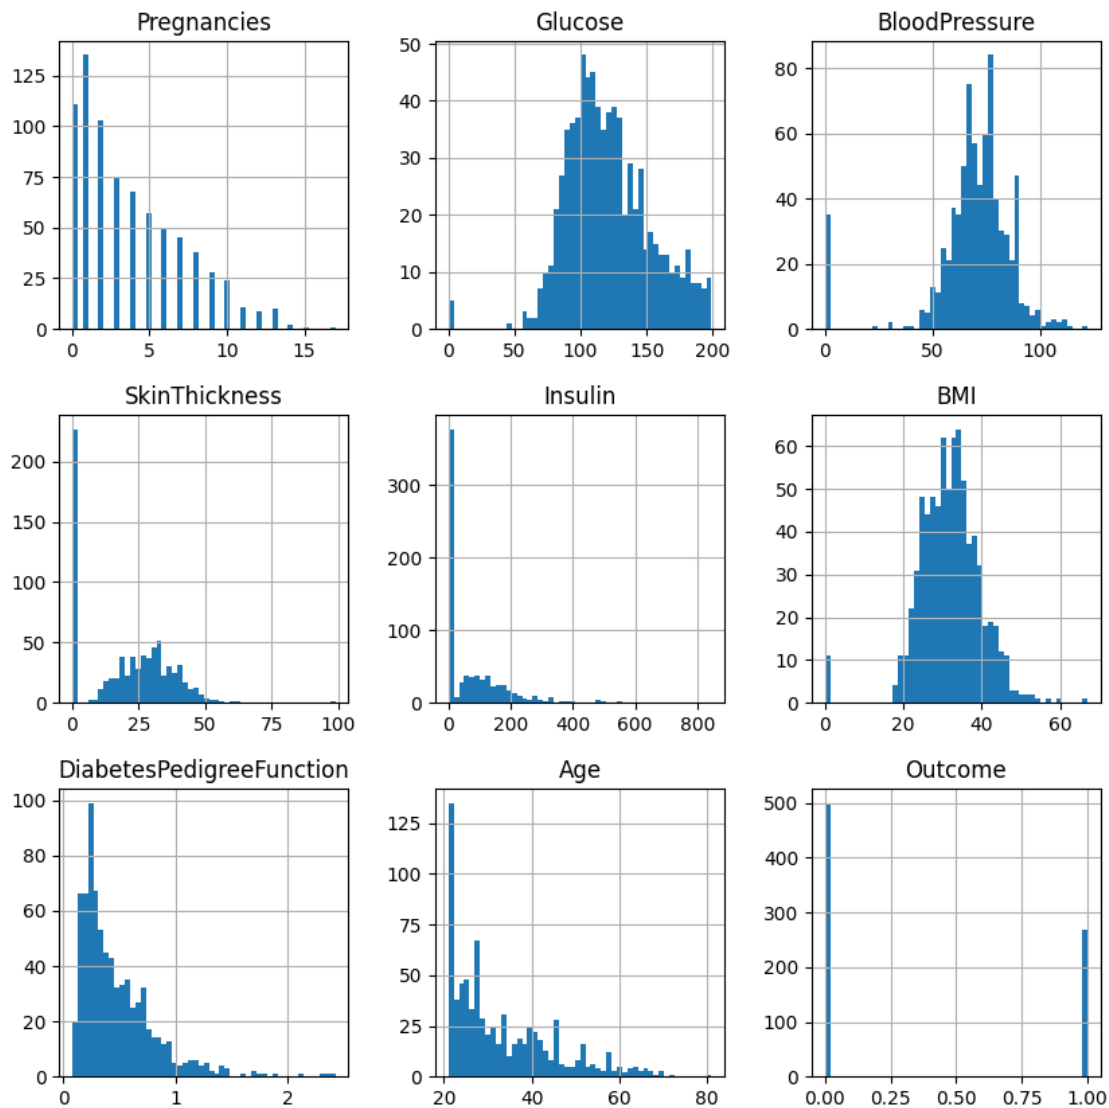 Pregnancies
125
100
75
50
25
0
0 5 10 15
Glucose
50
40
30
20
10
0
0 50 100 150 200
BloodPressure
80
60
40
20
0
0 50 100
SkinThickness
200
150
100
50
0
0 25 50 75 100
Insulin
300
200
100
0
0 200 400 600 800
BMI
60
50
40
30
20
10
0
0 20 40 60
DiabetesPedigreeFunction
100
80
60
40
20
0
0 1 2
Age
125
100
75
50
25
0
20 40 60 80
Outcome
500
400
300
200
100
0
0.00 0.25 0.50 0.75 1.00